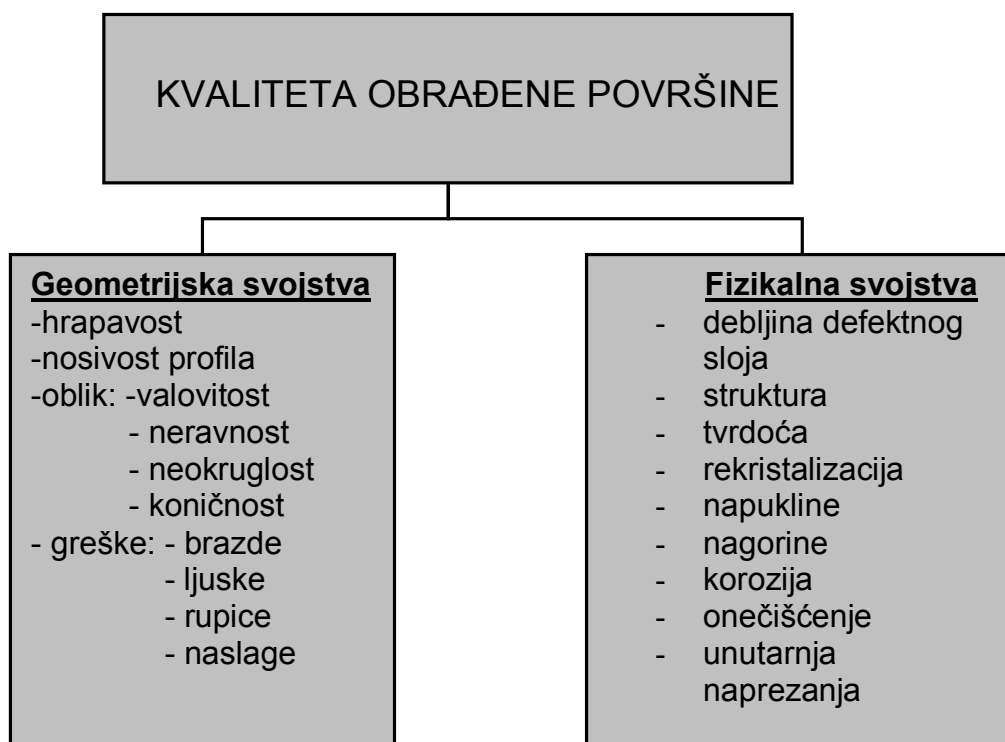 KVALITETA OBRAĐENE POVRŠINE
Geometrijska svojstva
-hrapavost
-nosivost profila
-oblik: -valovitost
- neravnost
- neokruglost
- koničnost
- greške: - brazde
- ljuske
- rupice
- naslage
Fizikalna svojstva
- debljina defektnog
sloja
- struktura
- tvrdoća
- rekristalizacija
- napukline
- nagorine
- korozija
- onečišćenje
- unutarnja
naprezanja